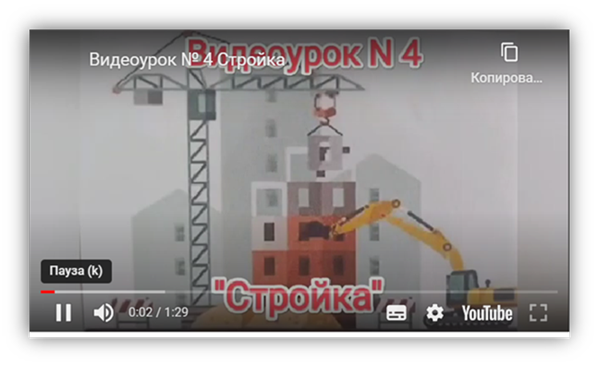 Видеоурок N 4
Видеоурок № 4 Стройка
Копирова...
"Стройка"
Пауза (k)
0:02 / 1:29
YouTube